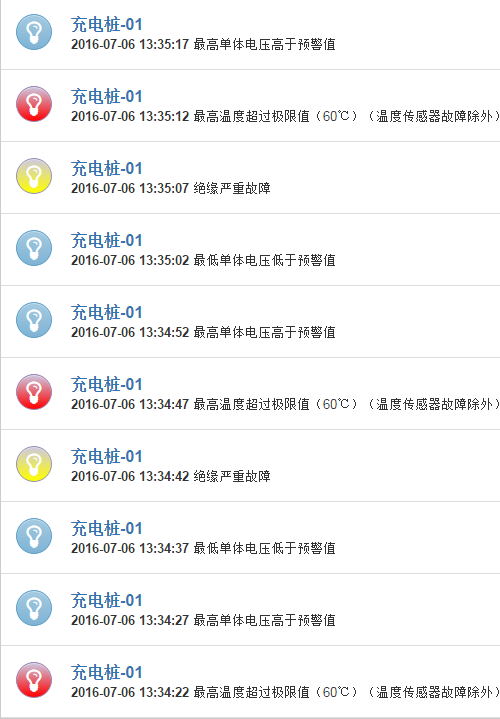 充电桩-01
2016-07-06 13:35:17 最高单体电压高于预警值
充电桩-01
2016-07-06 13:35:12 最高温度超过极限值（60℃）（温度传感器故障除外）
充电桩-01
2016-07-06 13:35:07 绝缘严重故障
充电桩-01
2016-07-06 13:35:02 最低单体电压低于预警值
充电桩-01
2016-07-06 13:34:52 最高单体电压高于预警值
充电桩-01
2016-07-06 13:34:47 最高温度超过极限值（60℃）（温度传感器故障除外）
充电桩-01
2016-07-06 13:34:42 绝缘严重故障
充电桩-01
2016-07-06 13:34:37 最低单体电压低于预警值
充电桩-01
2016-07-06 13:34:27 最高单体电压高于预警值
充电桩-01
2016-07-06 13:34:22 最高温度超过极限值（60℃）（温度传感器故障除外）